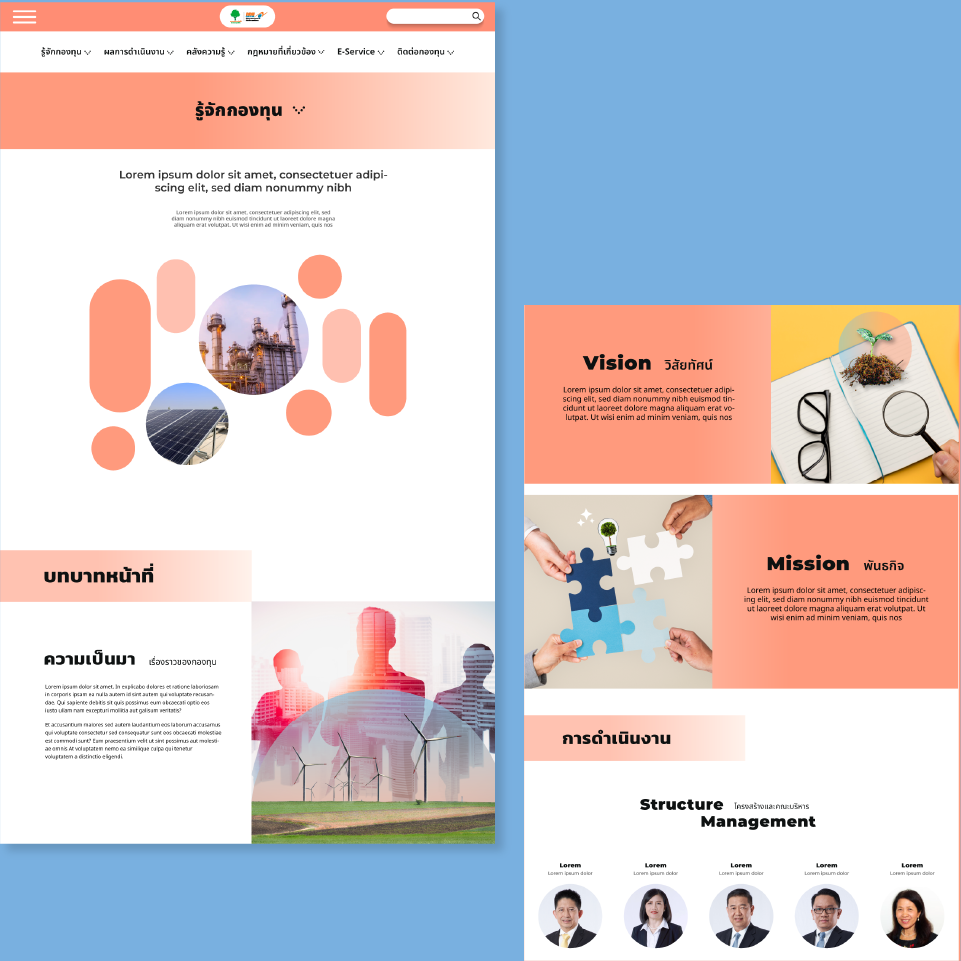 รู้จักกองทุน
ผลการดำเนินงาน
คลังความรู้
กฎหมายที่เกี่ยวข้อง
E-Service
ติดต่อกองทุน
รู้จักกองทุน
Lorem ipsum dolor sit amet, consectetuer adipi-
scing elit, sed diam nonummy nibh
Lorem ipsum dolor sit amet, consectetuer adipiscing elit, sed
diam nonummy nibh euismod tincidunt ut laoreet dolore magna
aliquam erat volutpat. Ut wisi enim ad minim veniam, quis nos
บทบาทหน้าที่
ความเป็นมา เรื่องราวของกองทุน
Lorem ipsum dolor sit amet. In explicabo dolores et ratione laboriosam
in corporis ipsam ea nulla autem id sint autem qui voluptate recusan-
dae. Qui sapiente debitis sit quis possimus eum obcaecati optio eos
iusto ullam nam excepturi mollitia aut galisum veritatis?
Et accusantium maiores sed autem laudantium eos laborum accusamus
qui voluptate consectetur sed consequatur sunt eos obcaecati molestiae
est commodi sunt? Eum praesentium velit ut sint possimus aut molesti-
ae omnis At voluptatem nemo ea similique culpa qui tenetur
voluptatem a distinctio eligendi.
Vision วิสัยทัศน์
Lorem ipsum dolor sit amet, consectetuer adipi-
scing elit, sed diam nonummy nibh euismod tin-
cidunt ut laoreet dolore magna aliquam erat vo-
lutpat. Ut wisi enim ad minim veniam, quis nos
Mission พันธกิจ
Lorem ipsum dolor sit amet, consectetuer adipisc-
ing elit, sed diam nonummy nibh euismod tincidunt
ut laoreet dolore magna aliquam erat volutpat. Ut
wisi enim ad minim veniam, quis nos
การดำเนินงาน
Structure โครงสร้างและคณะบริหาร
Management
Lorem
Lorem ipsum dolor
Lorem
Lorem ipsum dolor
Lorem
Lorem ipsum dolor
Lorem
Lorem ipsum dolor
Lorem
Lorem ipsum dolor